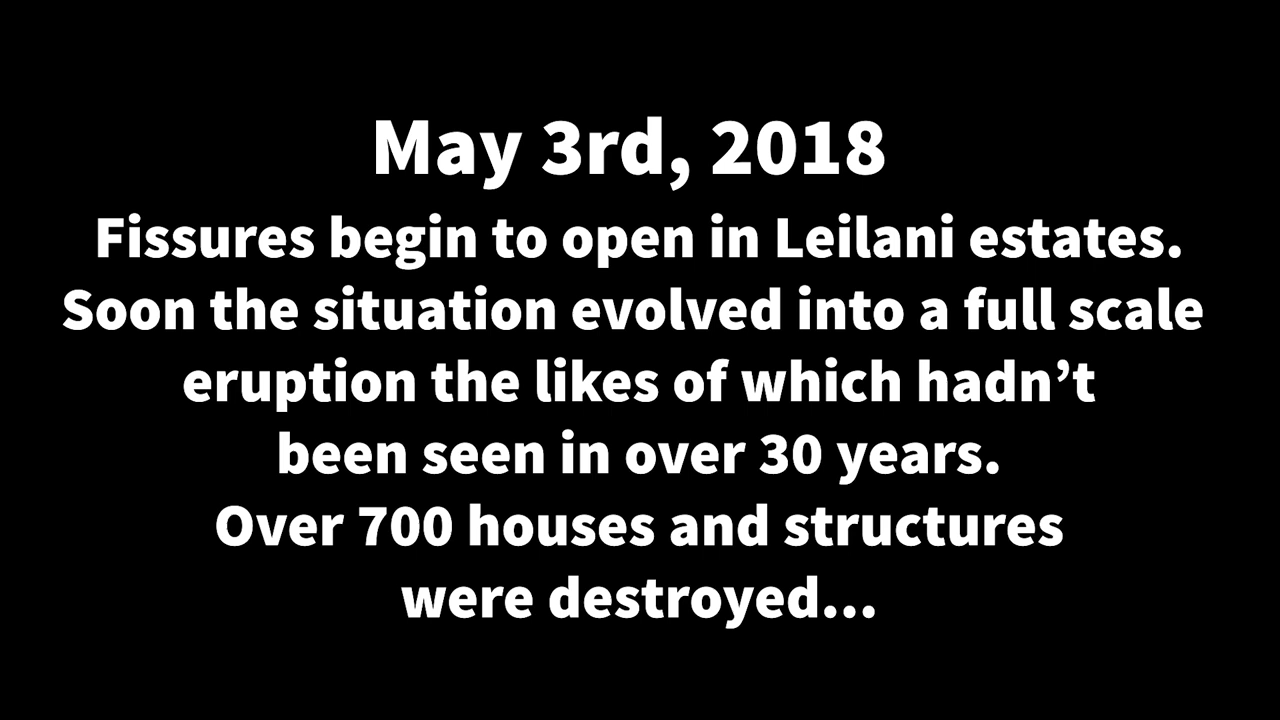 May 3rd, 2018
Fissures begin to open in Leilani estates.
Soon the situation evolved into a full scale
eruption the likes of which hadn’t
been seen in over 30 years.
Over 700 houses and structures
were destroyed...